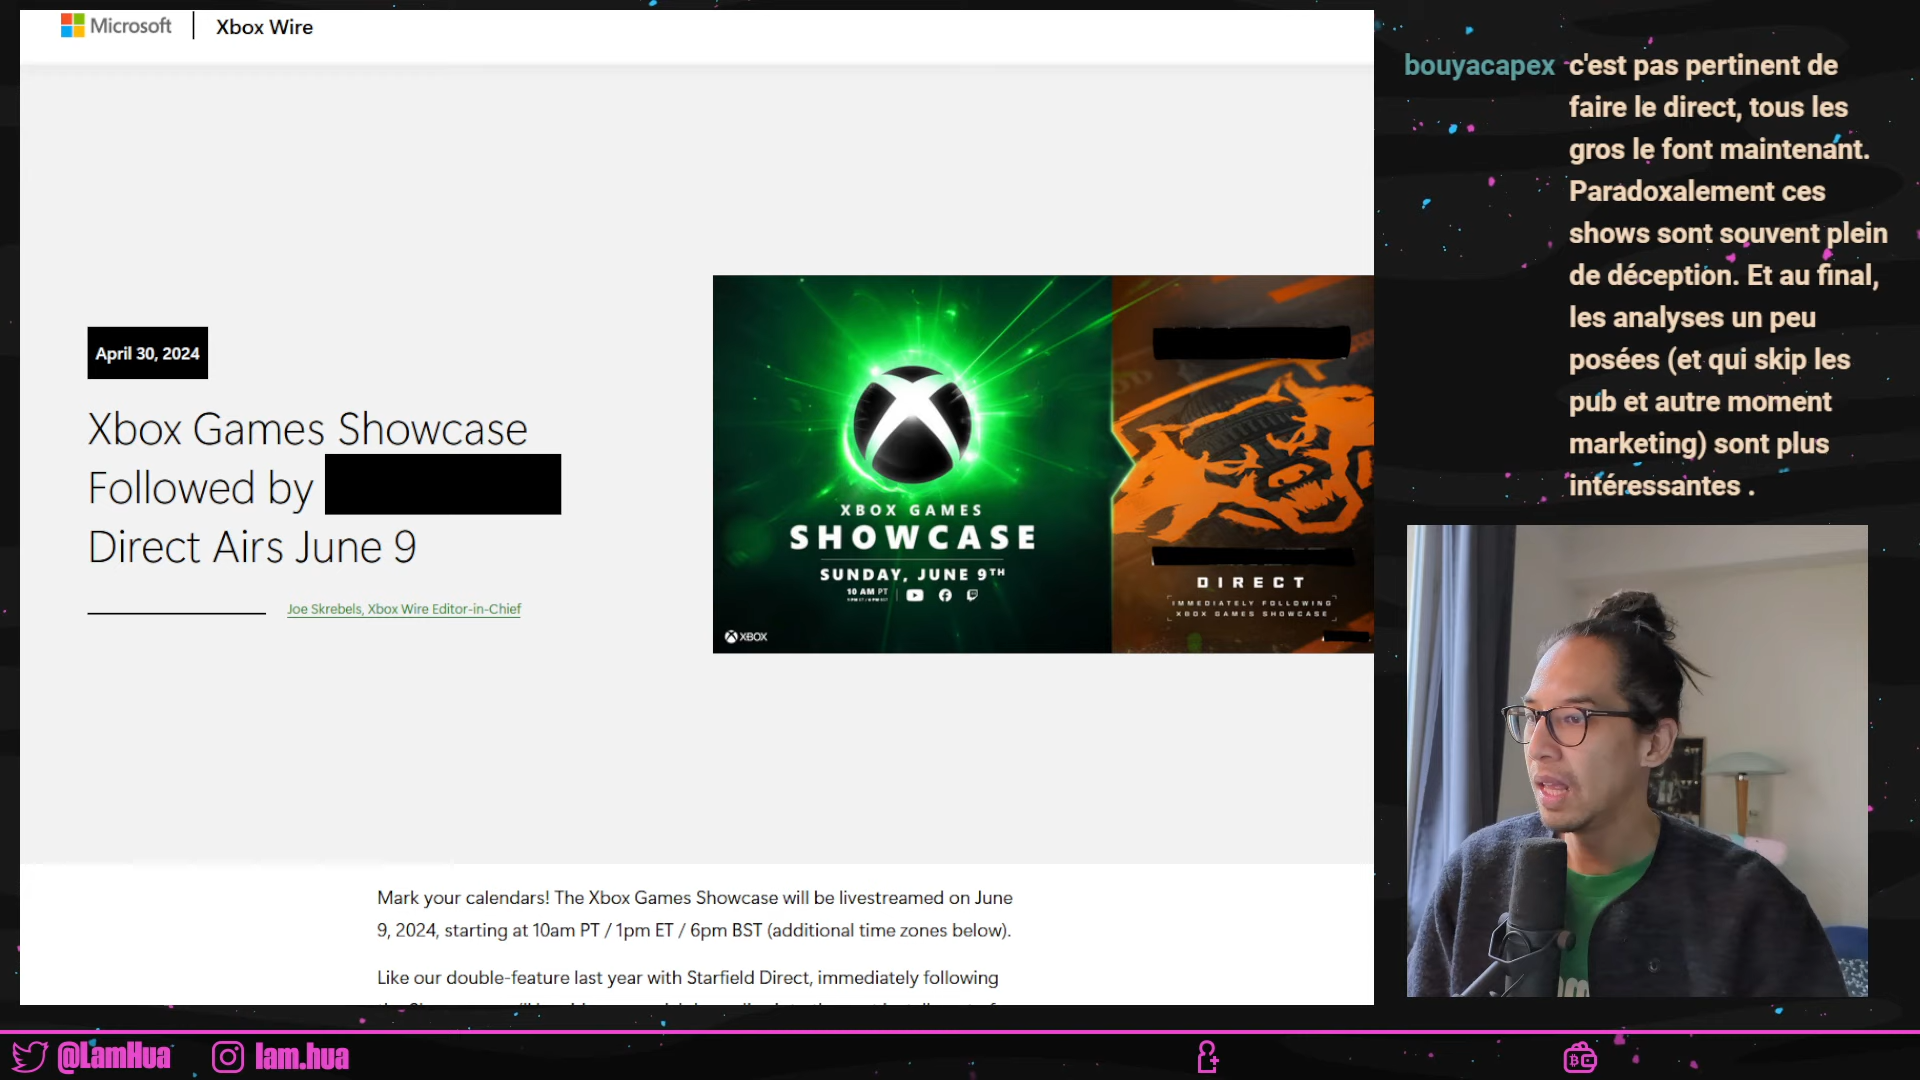 Microsoft
Xbox Wire
April 30, 2024
Xbox Games Showcase
Followed by
Direct Airs June 9
Joe Skrebels, Xbox Wire Editor-in-Chief
XBOX GAMES
SHOWCASE
SUNDAY, JUNE 9TH
10 AM PT
XBOX
DIRECT
IMMEDIATELY FOLLOWING
XBOX GAMES SHOWCASE
Mark your calendars! The Xbox Games Showcase will be livestreamed on June
9, 2024, starting at 10am PT / 1pm ET / 6pm BST (additional time zones below).
Like our double-feature last year with Starfield Direct, immediately following
bouyacapex c'est pas pertinent de
faire le direct, tous les
gros le font maintenant.
Paradoxalement ces
shows sont souvent plein
de déception. Et au final,
les analyses un peu
posées (et qui skip les
pub et autre moment
marketing) sont plus
intéressantes .
@LamHua
lam.hua